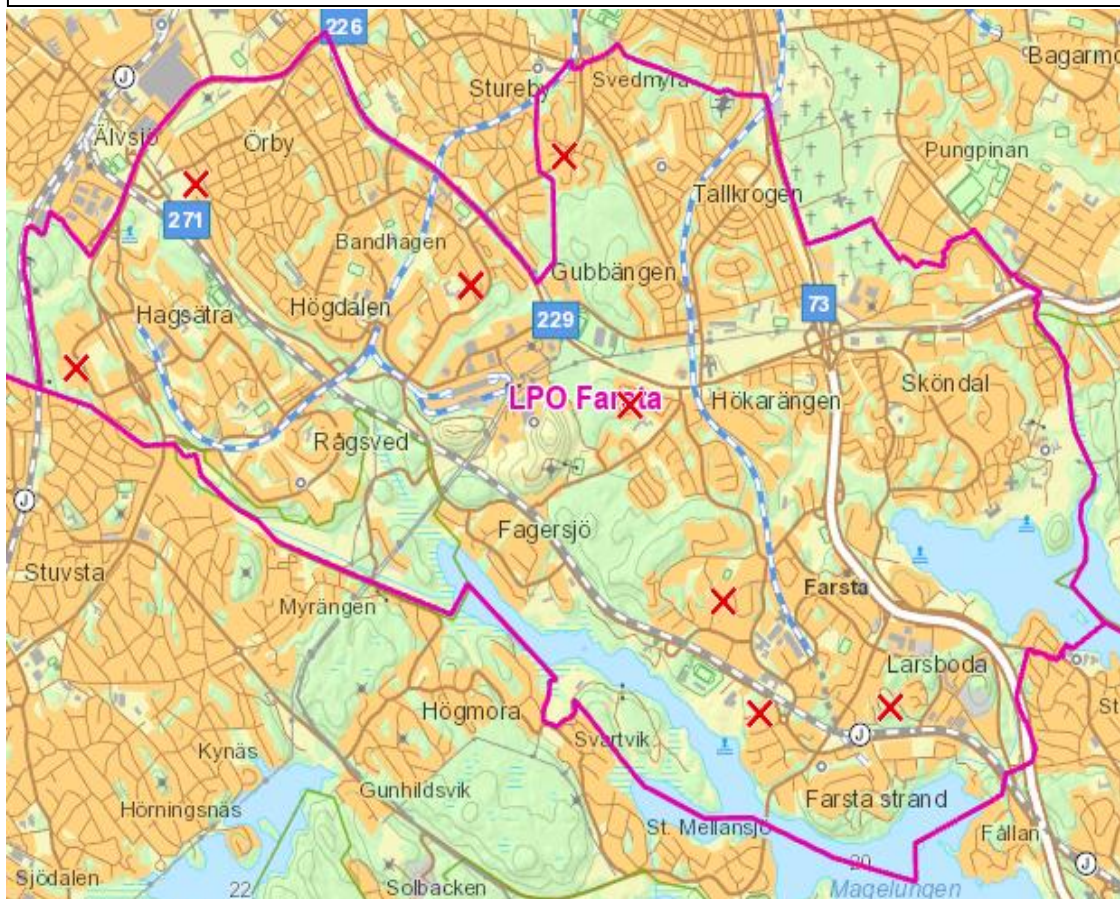 226
Bagarmo
Svedmyra
Stureby
J
Älvsjö
Örby
Pungpinan
Tallkrogen
271
Bandhagen
Gubbängen
Högdalen
Hagsätra
73
229
Sköndal
LPO Farsta
Hökarängen
Rågsved
J
Fagersjö
Stuvsta
Farsta
Myrängen
Larsboda
Högmora
St
Svartvik
J
Kynäs
Gunhildsvik
Farsta strand
Hörningsnäs
St. Mellansjö
Fållan
20
J
Sjödalen
22
Solbacken
Magelungen